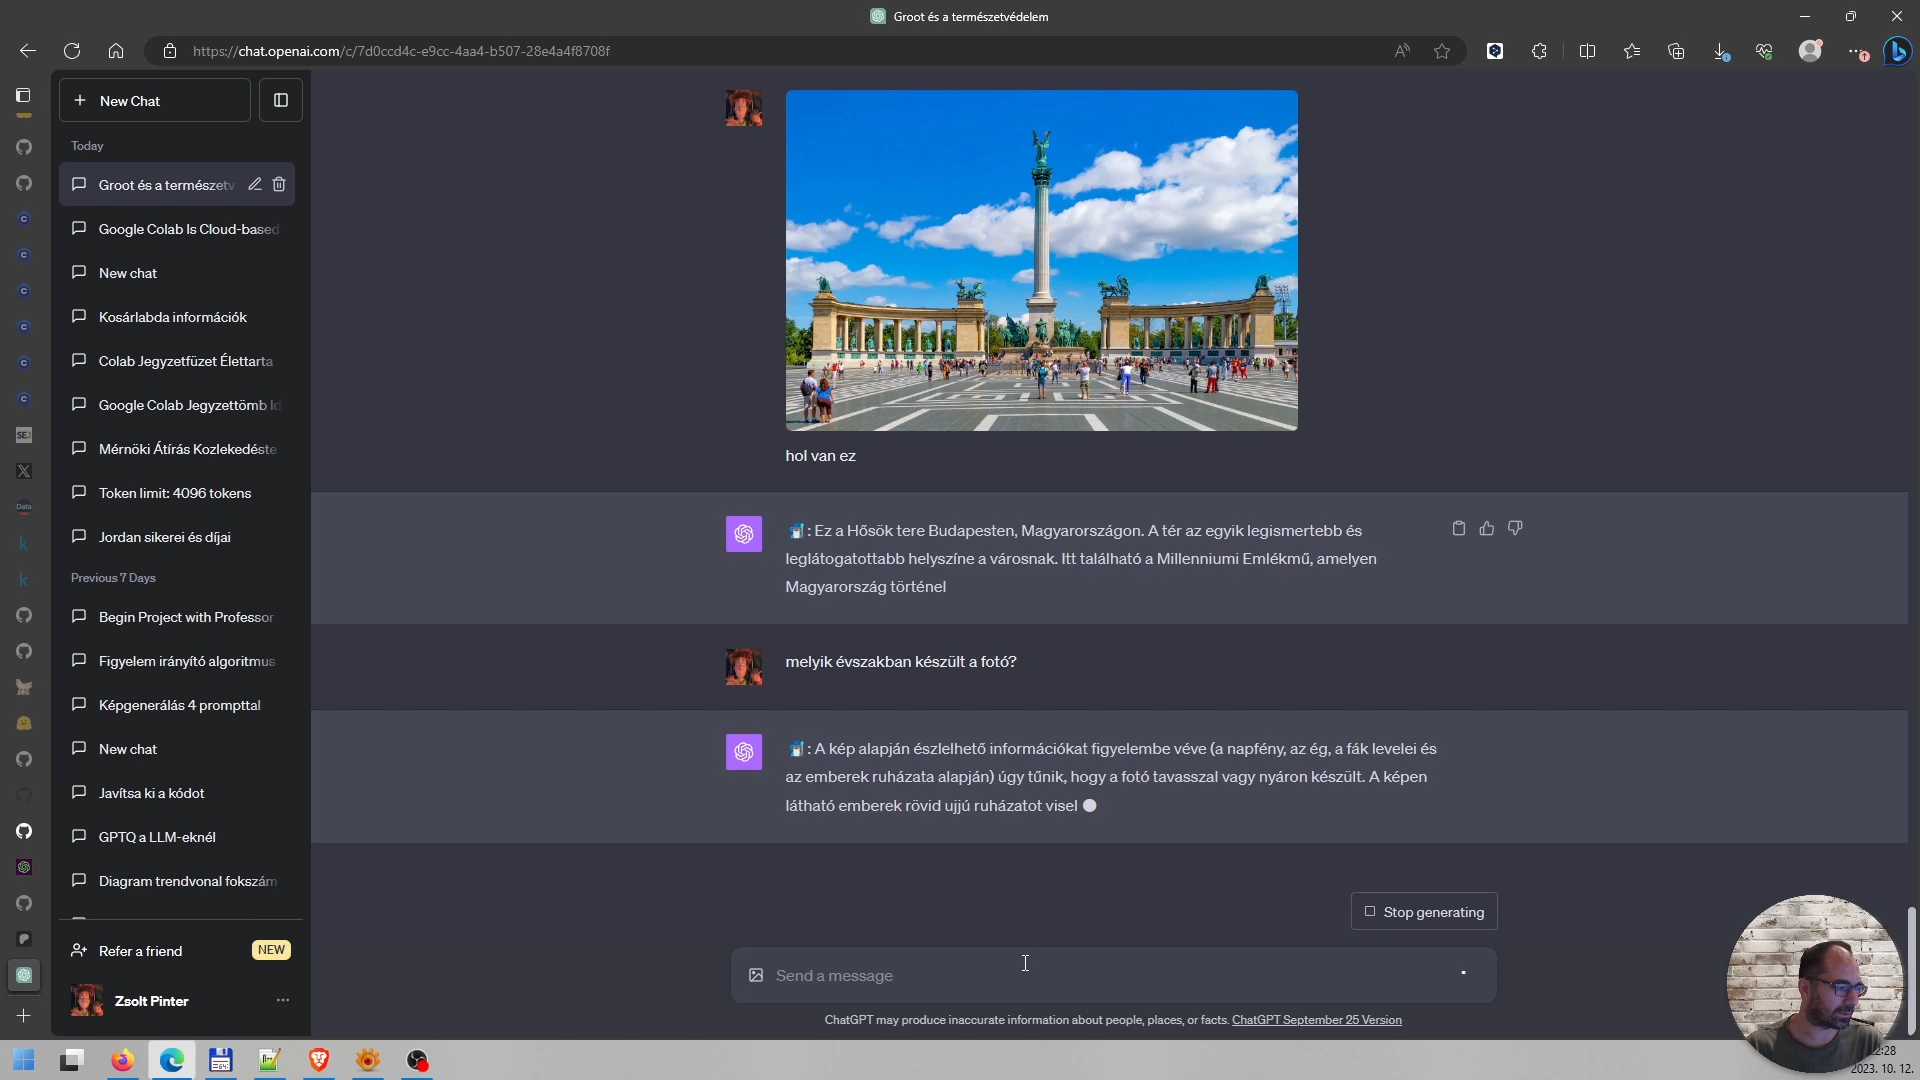 Groot és a természetvédelem
https://chat.openai.com/c/7d0ccd4c-e9cc-4aa4-b507-28e4a4f8708f
New Chat
Today
Groot és a természetv
Google Colab Is Cloud-based
New chat
Kosárlabda információk
Colab Jegyzetfüzet Élettarta
Google Colab Jegyzettömb Id
Mérnöki Átírás Kozlekedéste
Token limit: 4096 tokens
Jordan sikerei és díjai
Previous 7 Days
Begin Project with Professor
Figyelem irányító algoritmus
Képgenerálás 4 prompttal
New chat
Javítsa ki a kódot
GPTQ a LLM-eknél
Diagram trendvonal fokszám
Refer a friend NEW
Zsolt Pinter
hol van ez
: Ez a Hősök tere Budapesten, Magyarországon. A tér az egyik legismertebb és
leglátogatottabb helyszíne a városnak. Itt található a Millenniumi Emlékmű, amelyen
Magyarország történel
melyik évszakban készült a fotó?
: A kép alapján észlelhető információkat figyelembe véve (a napfény, az ég, a fák levelei és
az emberek ruházata alapján) úgy tűnik, hogy a fotó tavasszal vagy nyáron készült. A képen
látható emberek rövid ujjú ruházatot visel
Stop generating
Send a message
ChatGPT may produce inaccurate information about people, places, or facts. ChatGPT September 25 Version
2023. 10. 12.